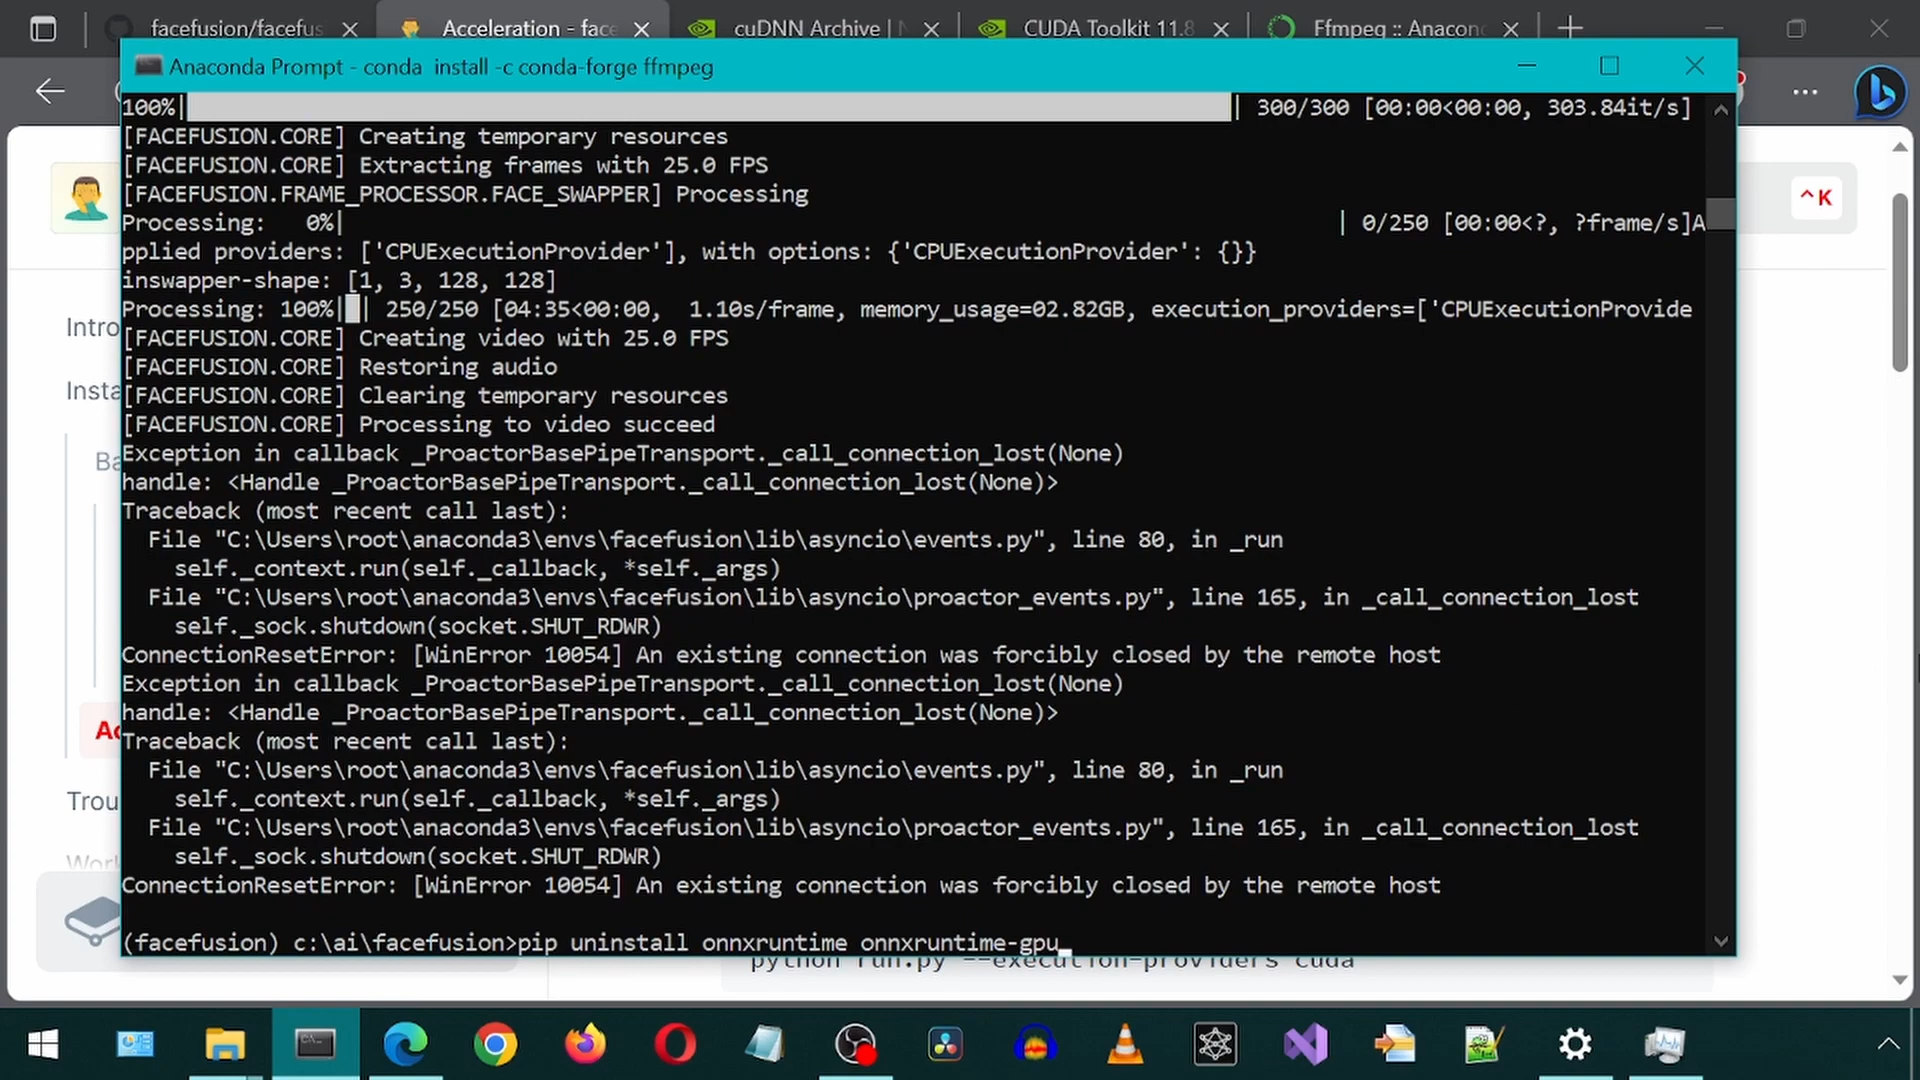 facefusion/facefus
Acceleration - face
cuDNN Archive | N
CUDA Toolkit 11.8
Ffmpeg :: Anacon
Anaconda Prompt - conda  install -c conda-forge ffmpeg
100%| | 300/300 [00:00<00:00, 303.84it/s]
[FACEFUSION.CORE] Creating temporary resources
[FACEFUSION.CORE] Extracting frames with 25.0 FPS
[FACEFUSION.FRAME_PROCESSOR.FACE_SWAPPER] Processing
Processing:   0%| | 0/250 [00:00<?, ?frame/s]A
pplied providers: ['CPUExecutionProvider'], with options: {'CPUExecutionProvider': {}}
inswapper-shape: [1, 3, 128, 128]
Processing: 100%| | 250/250 [04:35<00:00,  1.10s/frame, memory_usage=02.82GB, execution_providers=['CPUExecutionProvide
[FACEFUSION.CORE] Creating video with 25.0 FPS
[FACEFUSION.CORE] Restoring audio
[FACEFUSION.CORE] Clearing temporary resources
[FACEFUSION.CORE] Processing to video succeed
Exception in callback _ProactorBasePipeTransport._call_connection_lost(None)
handle: <Handle _ProactorBasePipeTransport._call_connection_lost(None)>
Traceback (most recent call last):
  File "C:\Users\root\anaconda3\envs\facefusion\lib\asyncio\events.py", line 80, in _run
    self._context.run(self._callback, *self._args)
  File "C:\Users\root\anaconda3\envs\facefusion\lib\asyncio\proactor_events.py", line 165, in _call_connection_lost
    self._sock.shutdown(socket.SHUT_RDWR)
ConnectionResetError: [WinError 10054] An existing connection was forcibly closed by the remote host
Exception in callback _ProactorBasePipeTransport._call_connection_lost(None)
handle: <Handle _ProactorBasePipeTransport._call_connection_lost(None)>
Traceback (most recent call last):
  File "C:\Users\root\anaconda3\envs\facefusion\lib\asyncio\events.py", line 80, in _run
    self._context.run(self._callback, *self._args)
  File "C:\Users\root\anaconda3\envs\facefusion\lib\asyncio\proactor_events.py", line 165, in _call_connection_lost
    self._sock.shutdown(socket.SHUT_RDWR)
ConnectionResetError: [WinError 10054] An existing connection was forcibly closed by the remote host
(facefusion) c:\ai\facefusion>pip uninstall onnxruntime onnxruntime-gpu
python run.py --execution-providers cuda
^K
Intro
Insta
Ba
Ac
Trou
Work